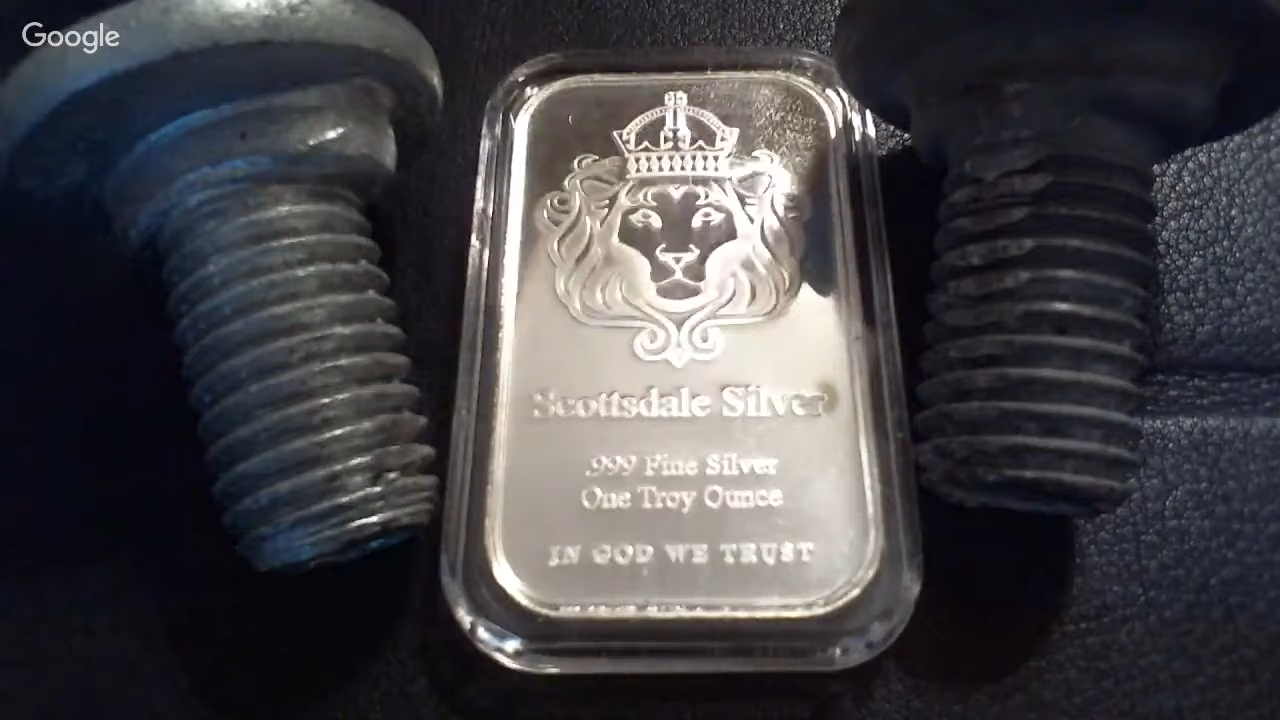 Google
Scottsdale Silver
.999 Fine Silver
One Troy Ounce
IN GOD WE TRUST